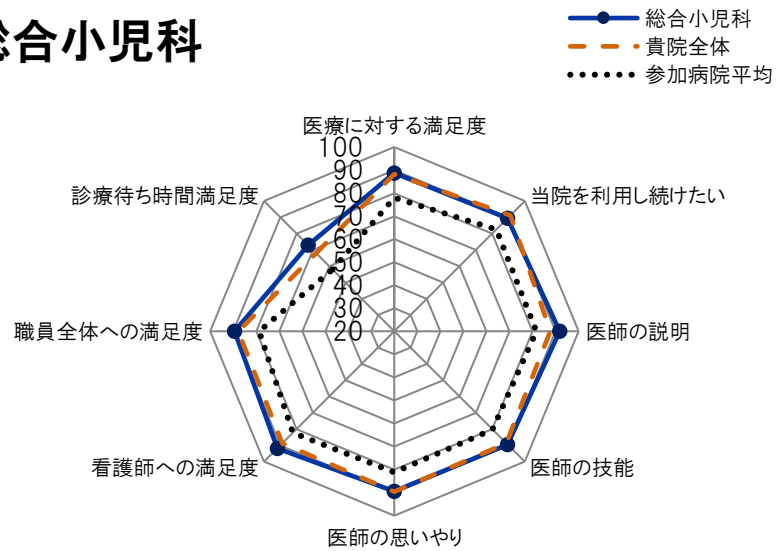 総合小児科
総合小児科
貴院全体
参加病院平均
医療に対する満足度
100
90
80
70
60
50
40
30
20
診療待ち時間満足度
当院を利用し続けたい
職員全体への満足度
医師の説明
看護師への満足度
医師の技能
医師の思いやり